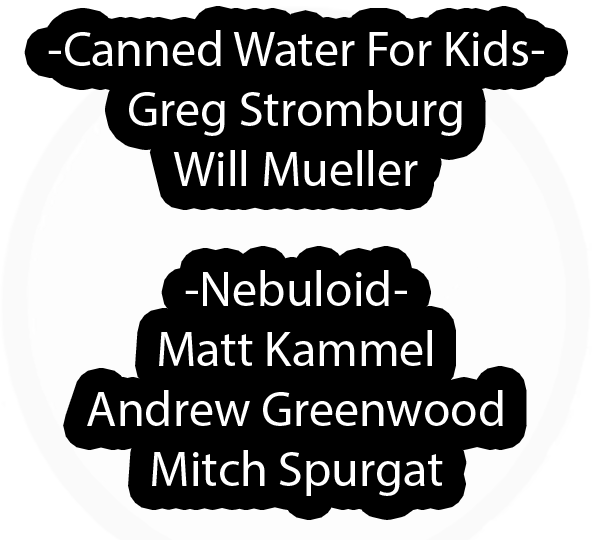 -Canned Water For Kids-
Greg Stromburg
Will Mueller
-Nebuloid-
Matt Kammel
Andrew Greenwood
Mitch Spurgat